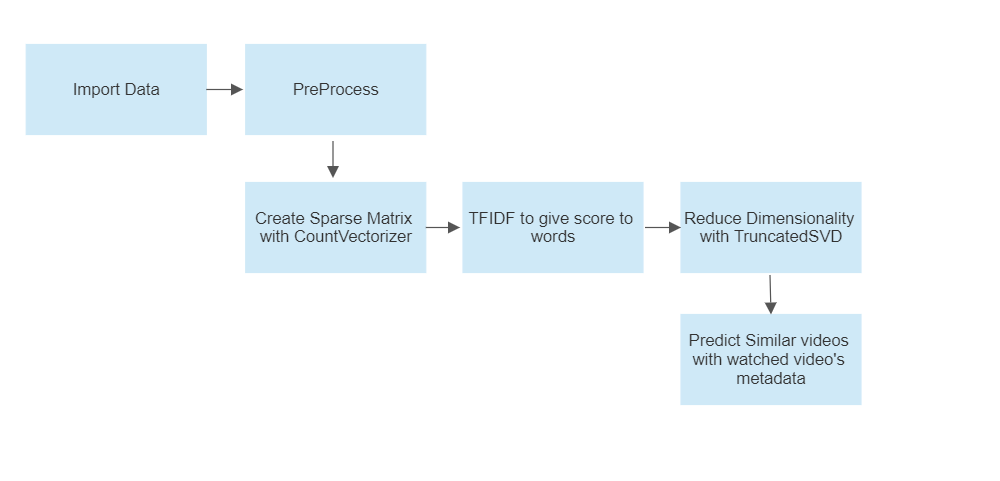 Import Data
PreProcess
Create Sparse Matrix
with CountVectorizer
TFIDF to give score to
words
Reduce Dimensionality
with TruncatedSVD
Predict Similar videos
with watched video's
metadata